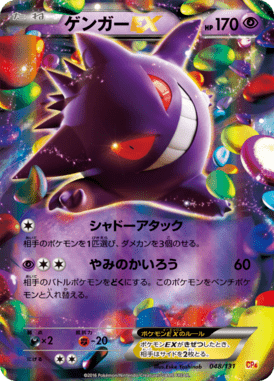 たね
ゲンガーEX
HP 170
シャドーアタック
相手のポケモンを1匹選び、ダメカンを3個のせる。
やみのかいろう 60
相手のバトルポケモンをどくにする。このポケモンをベンチポケモン
と入れ替える。
ポケモンEXのルール
ポケモンEXがきぜつしたとき、
相手はサイドを2枚とる。
×2
-20
048/131